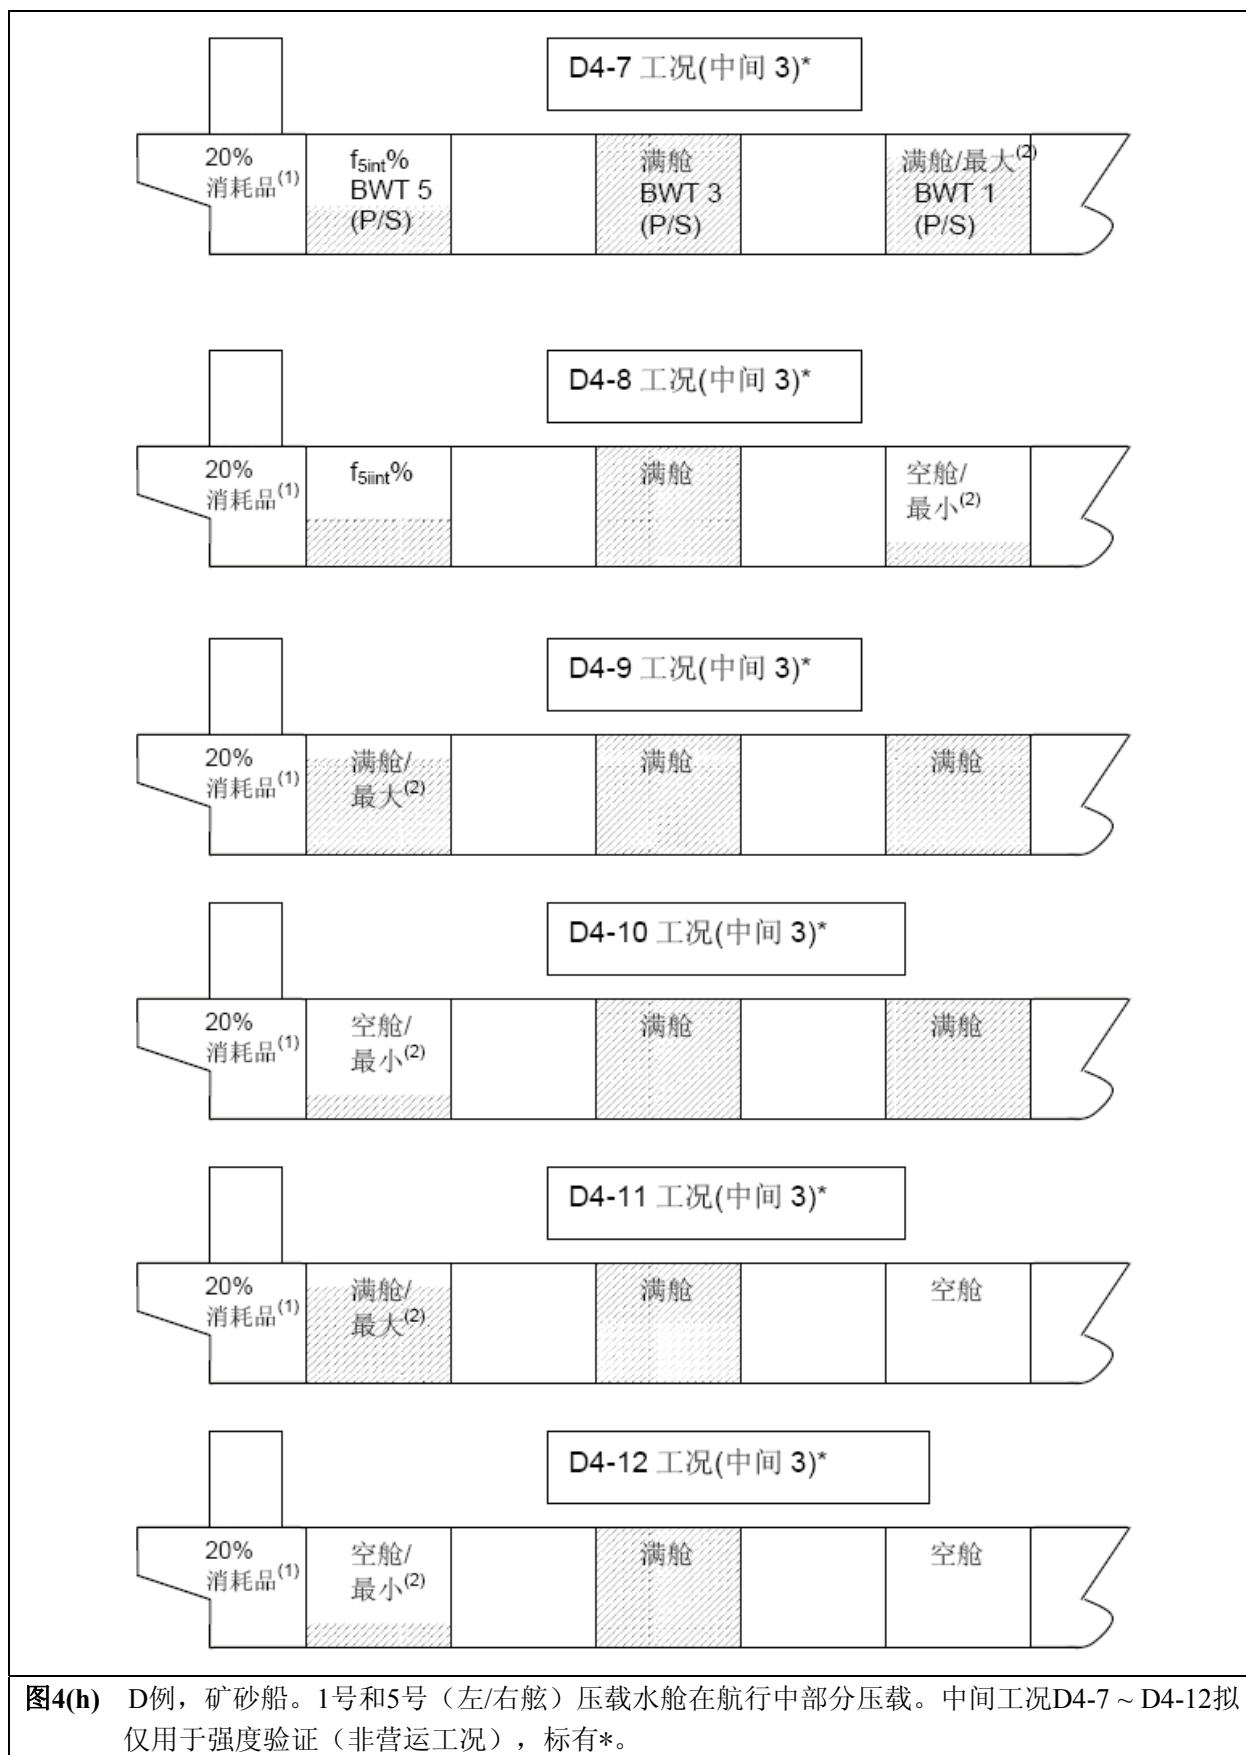 D4-7 工况(中间 3)*
20%
消耗品(1)
f5int%
BWT 5
(P/S)
满舱
BWT 3
(P/S)
满舱/最大(2)
BWT 1
(P/S)
D4-8 工况(中间 3)*
20%
消耗品(1)
f5iint%
满舱
空舱/
最小(2)
D4-9 工况(中间 3)*
20%
消耗品(1)
满舱/
最大(2)
满舱
满舱
D4-10 工况(中间 3)*
20%
消耗品(1)
空舱/
最小(2)
满舱
满舱
D4-11 工况(中间 3)*
20%
消耗品(1)
满舱/
最大(2)
满舱
空舱
D4-12 工况(中间 3)*
20%
消耗品(1)
空舱/
最小(2)
满舱
空舱
图4(h) D例，矿砂船。1号和5号（左/右舷）压载水舱在航行中部分压载。中间工况D4-7 ~ D4-12拟
仅用于强度验证（非营运工况），标有*。